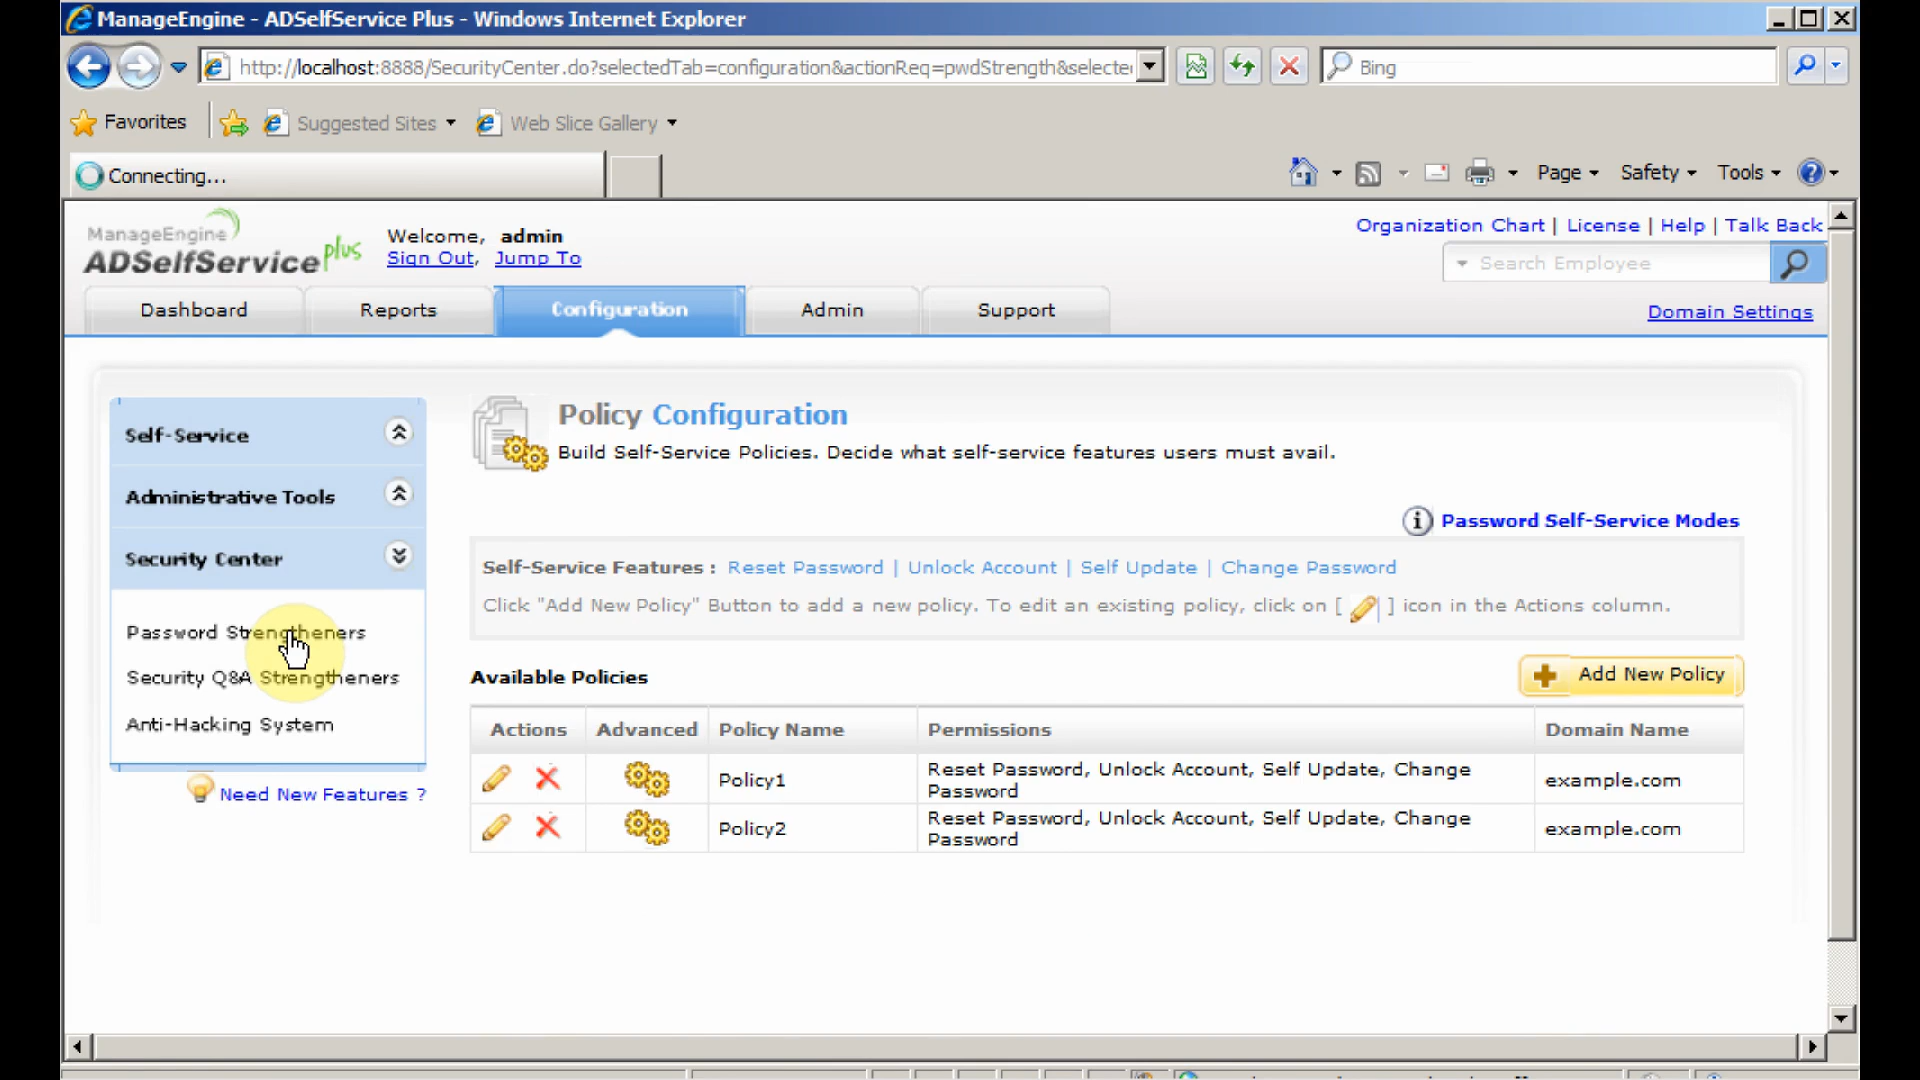 ManageEngine - ADSelfService Plus - Windows Internet Explorer
http://localhost:8888/SecurityCenter.do?selectedTab=configuration&actionReq=pwdStrength&selecte
Bing
Favorites
Suggested Sites
Web Slice Gallery
Connecting...
Page
Safety
Tools
ManageEngine
ADSelfService plus
Welcome, admin
Sign Out, Jump To
Organization Chart | License | Help | Talk Back
Search Employee
Dashboard
Reports
Configuration
Admin
Support
Domain Settings
Self-Service
Administrative Tools
Security Center
Password Strengtheners
Security Q&A Strengtheners
Anti-Hacking System
Need New Features ?
Policy Configuration
Build Self-Service Policies. Decide what self-service features users must avail.
Password Self-Service Modes
Self-Service Features : Reset Password | Unlock Account | Self Update | Change Password
Click "Add New Policy" Button to add a new policy. To edit an existing policy, click on [ ] icon in the Actions column.
Available Policies
Add New Policy
Actions Advanced Policy Name Permissions Domain Name
Policy1 Reset Password, Unlock Account, Self Update, Change Password example.com
Policy2 Reset Password, Unlock Account, Self Update, Change Password example.com